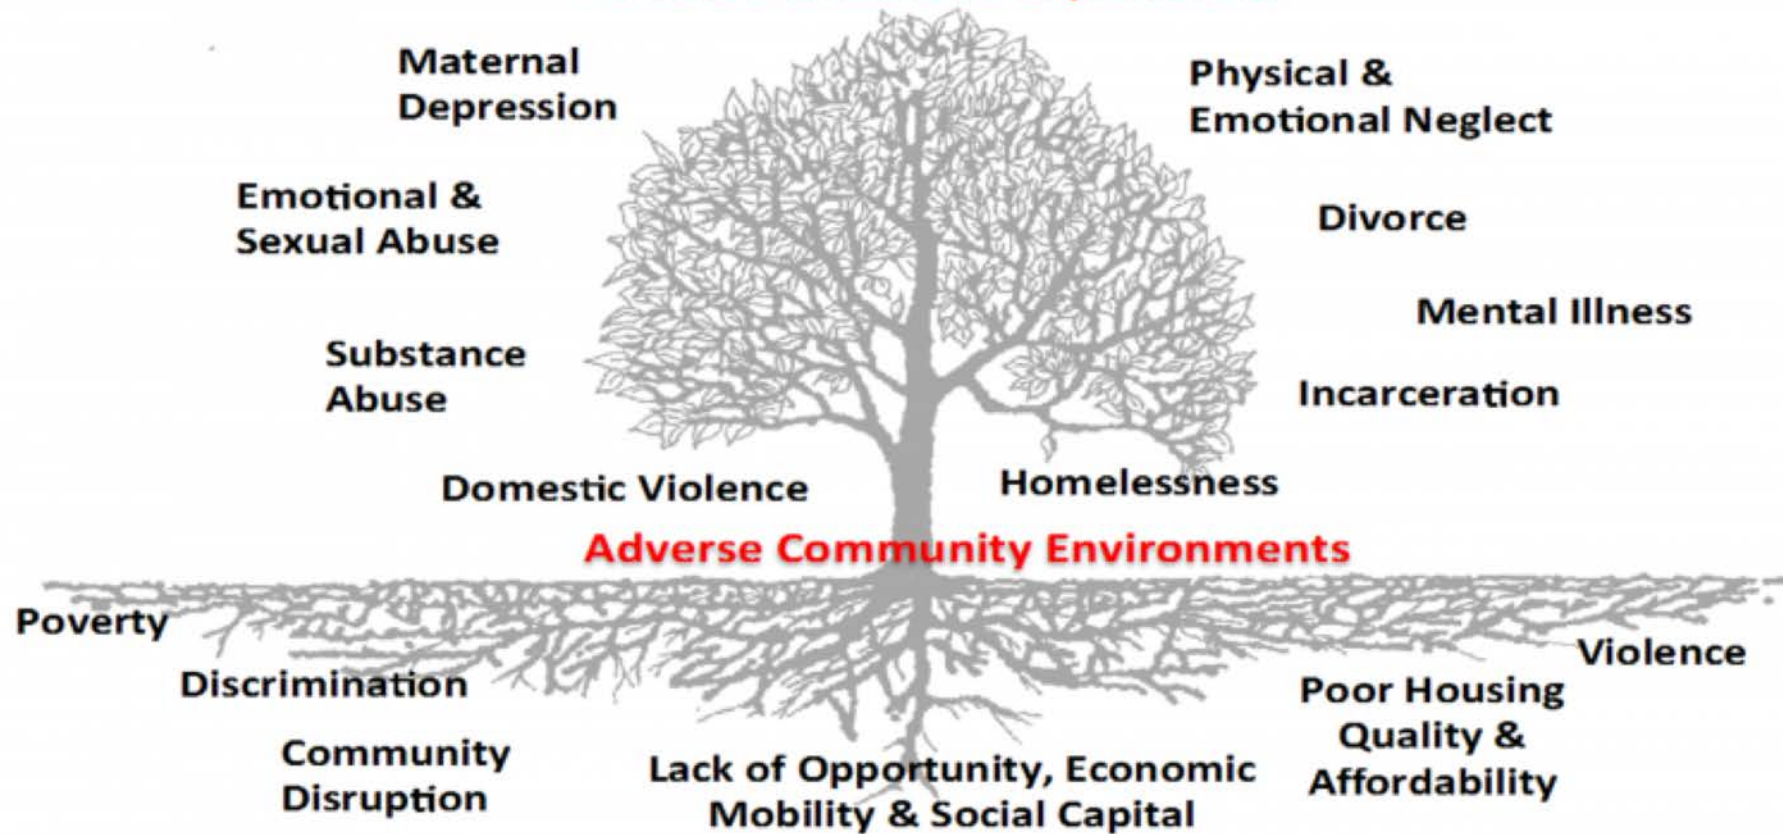 Maternal
Depression
Physical &
Emotional Neglect
Emotional &
Sexual Abuse
Divorce
Mental Illness
Substance
Abuse
Incarceration
Domestic Violence
Homelessness
Adverse Community Environments
Poverty
Violence
Discrimination
Poor Housing
Quality &
Affordability
Community
Disruption
Lack of Opportunity, Economic
Mobility & Social Capital